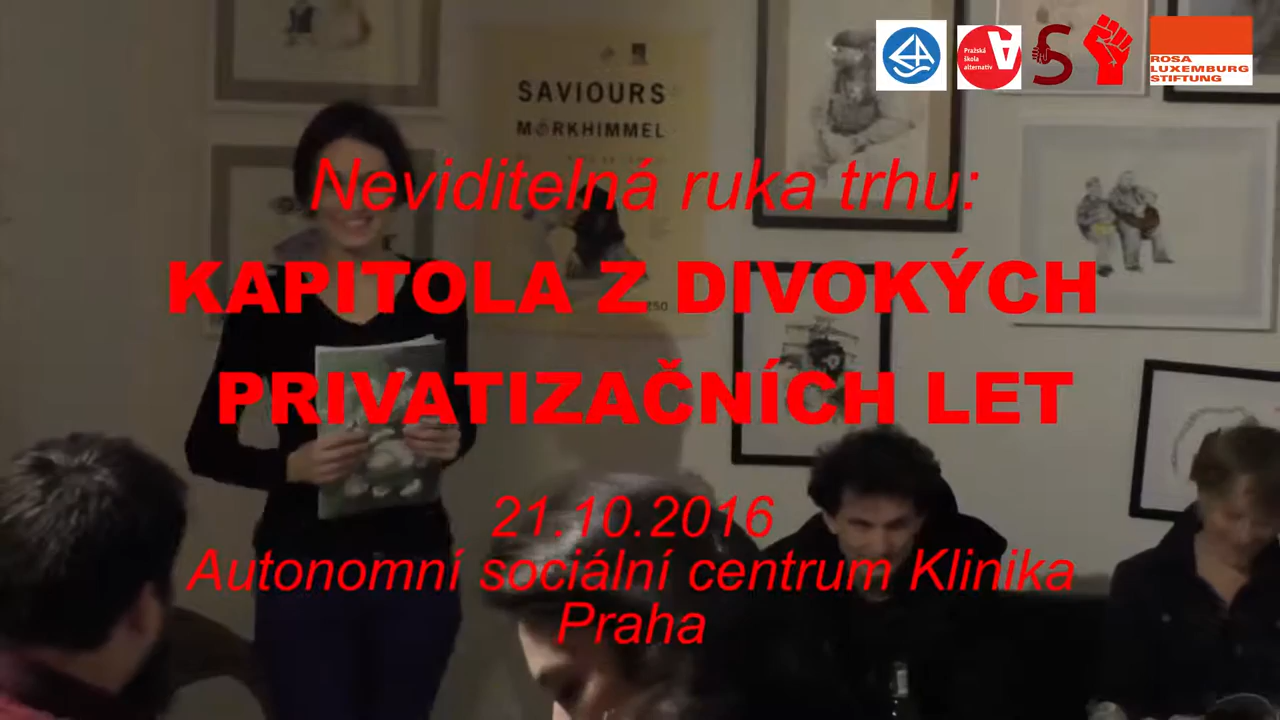 SAVIOURS
MØRKHIMMEL
250
Pražská
škola
alternativ
A
S
ROSA
LUXEMBURG
STIFTUNG
Neviditelná ruka trhu:
KAPITOLA Z DIVOKÝCH
PRIVATIZAČNÍCH LET
21.10.2016
Autonomní sociální centrum Klinika
Praha